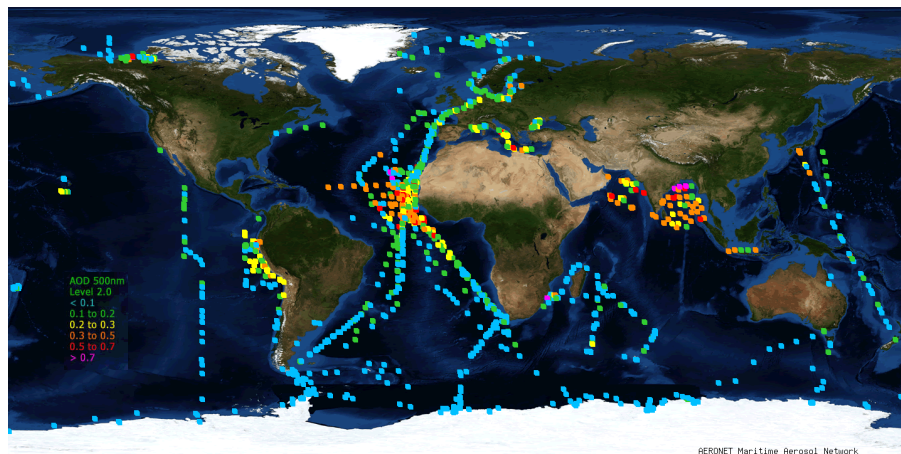 AOD 500nm
Level 2.0
< 0.1
0.1 to 0.2
0.2 to 0.3
0.3 to 0.5
0.5 to 0.7
> 0.7
AERONET Maritime Aerosol Network